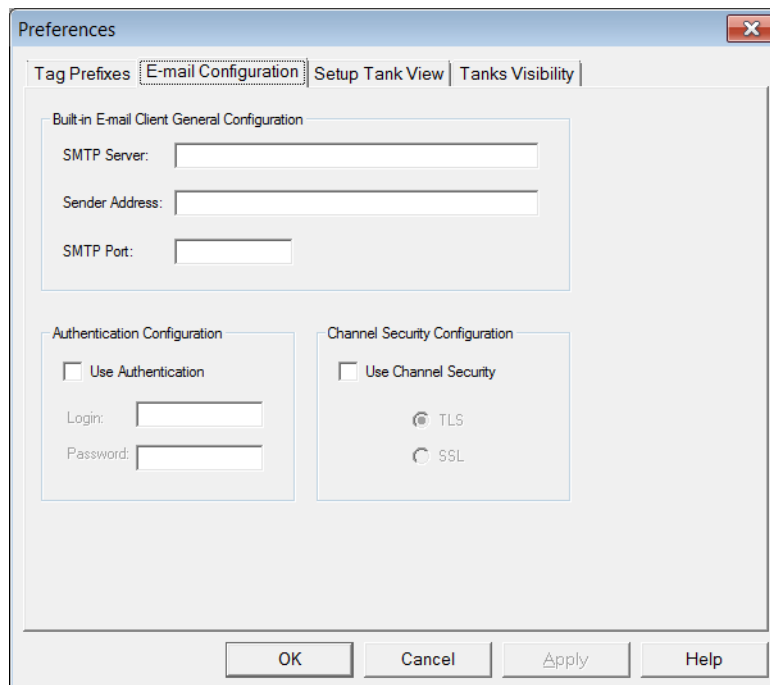 Preferences
Tag Prefixes E-mail Configuration Setup Tank View Tanks Visibility
Built-in E-mail Client General Configuration
SMTP Server:
Sender Address:
SMTP Port:
Authentication Configuration
Use Authentication
Login:
Password:
Channel Security Configuration
Use Channel Security
TLS
SSL
OK Cancel Apply Help